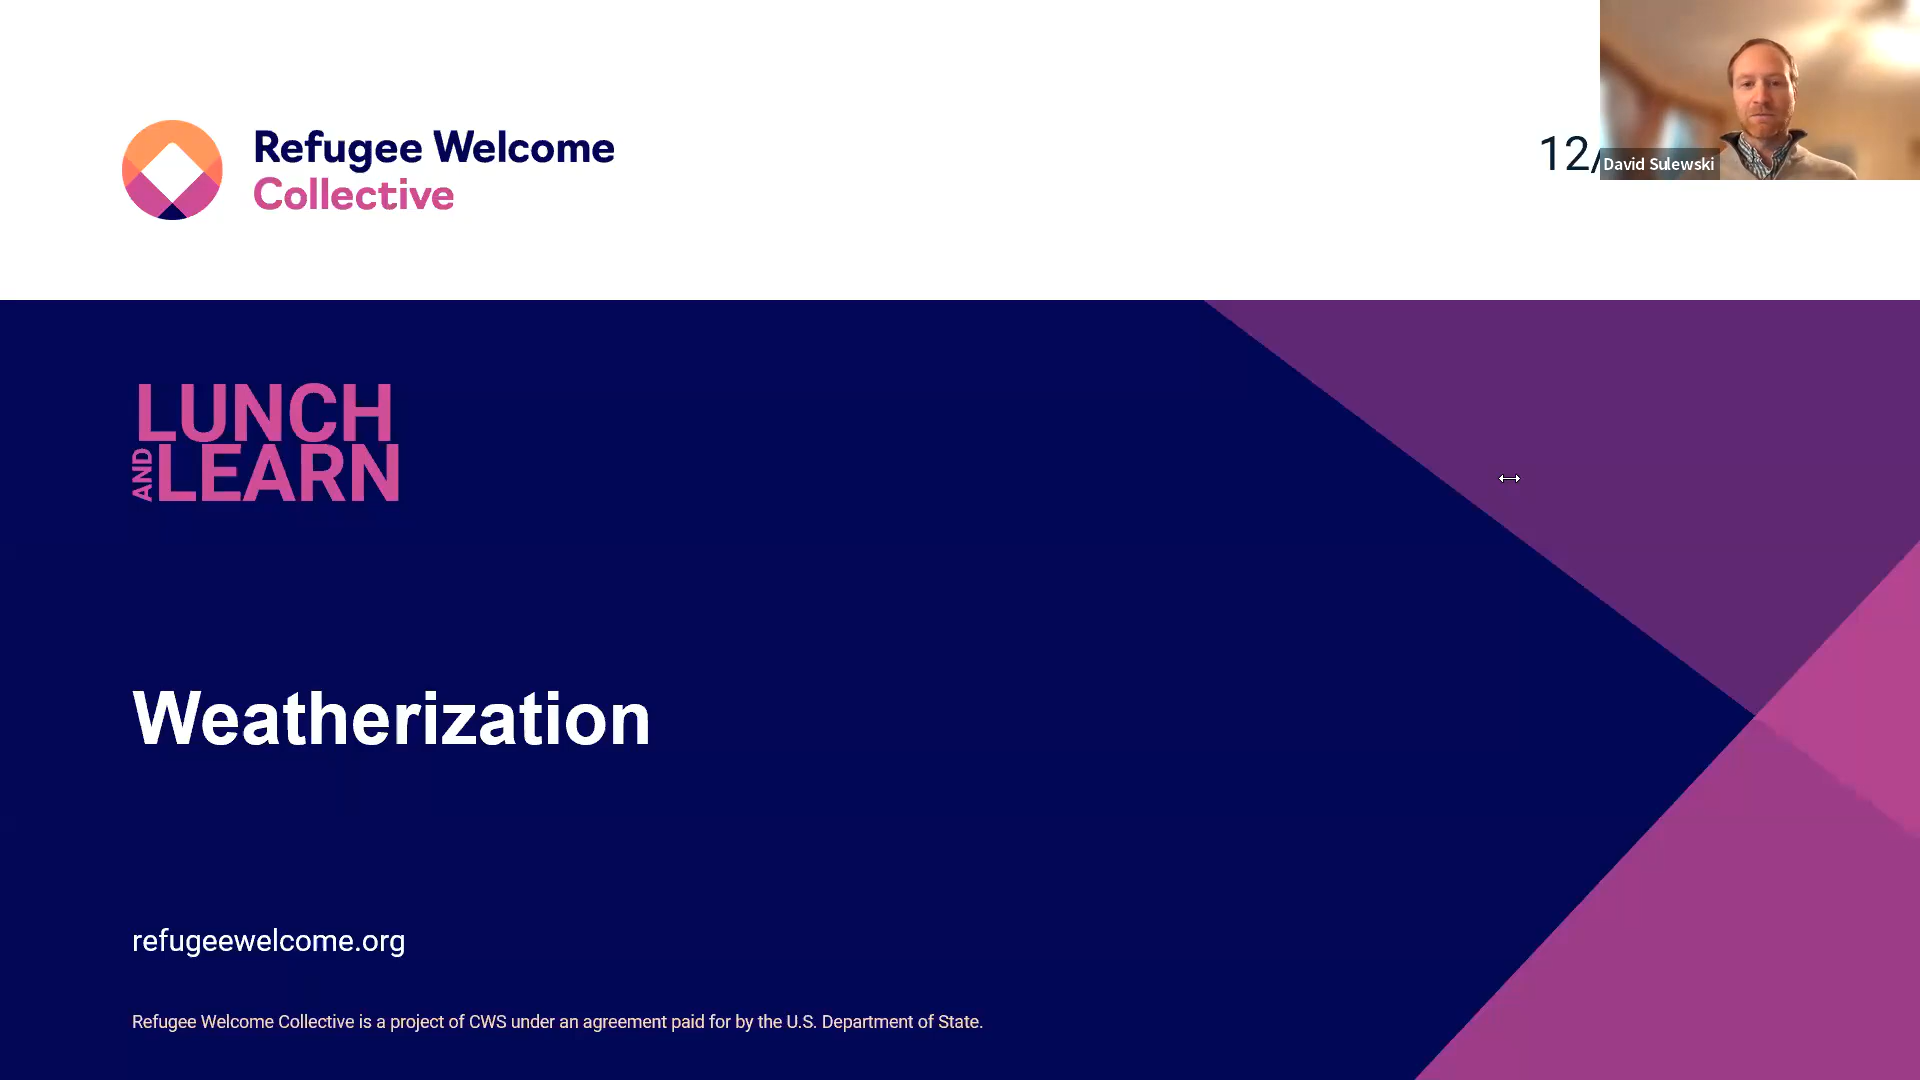 Refugee Welcome
Collective
12/
David Sulewski
LUNCH
AND LEARN
Weatherization
refugeewelcome.org
Refugee Welcome Collective is a project of CWS under an agreement paid for by the U.S. Department of State.